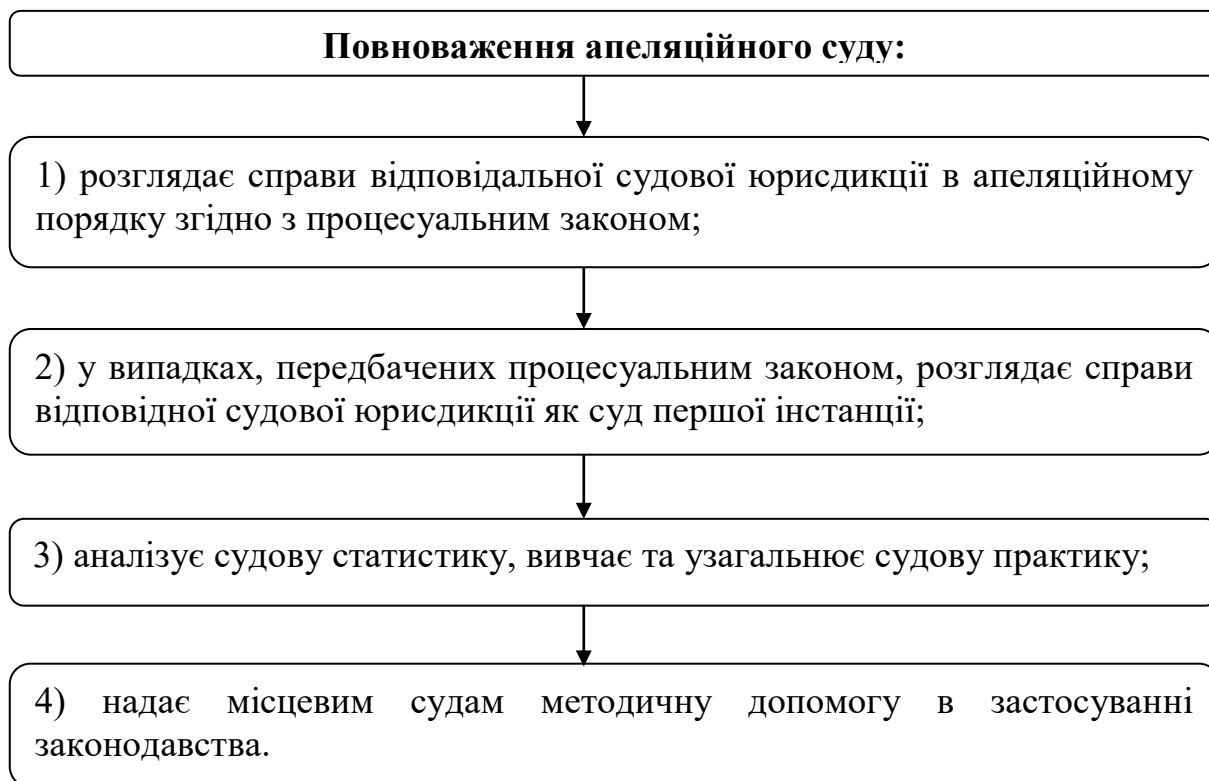 Повноваження апеляційного суду:
1) розглядає справи відповідальної судової юрисдикції в апеляційному
порядку згідно з процесуальним законом;
2) у випадках, передбачених процесуальним законом, розглядає справи
відповідної судової юрисдикції як суд першої інстанції;
3) аналізує судову статистику, вивчає та узагальнює судову практику;
4) надає місцевим судам методичну допомогу в застосуванні
законодавства.